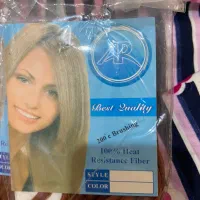 Best Quality
200°c Brushing
100% Heat
Resistance Fiber
STYLE
COLOR